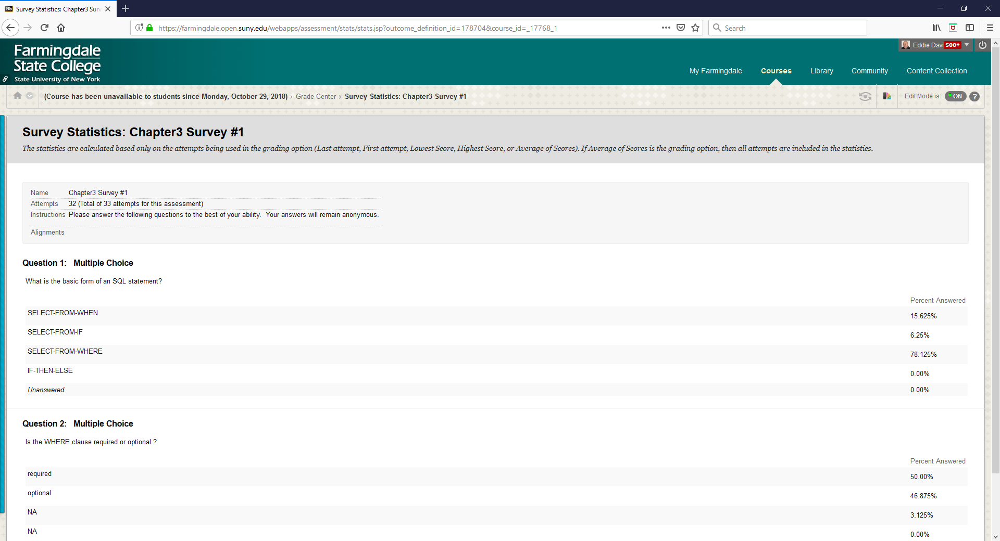 Survey Statistics: Chapter3 Surv
https://farmingdale.open.suny.edu/webapps/assessment/stats/stats.jsp?outcome_definition_id=178704&course_id=_17768_1
Search
Farmingdale
State College
State University of New York
Eddie Davi 500+
My Farmingdale Courses Library Community Content Collection
(Course has been unavailable to students since Monday, October 29, 2018) > Grade Center > Survey Statistics: Chapter3 Survey #1
Edit Mode is: ON ?
Survey Statistics: Chapter3 Survey #1
The statistics are calculated based only on the attempts being used in the grading option (Last attempt, First attempt, Lowest Score, Highest Score, or Average of Scores). If Average of Scores is the grading option, then all attempts are included in the statistics.
Name Chapter3 Survey #1
Attempts 32 (Total of 33 attempts for this assessment)
Instructions Please answer the following questions to the best of your ability. Your answers will remain anonymous.
Alignments
Question 1: Multiple Choice
What is the basic form of an SQL statement?
Percent Answered
SELECT-FROM-WHEN 15.625%
SELECT-FROM-IF 6.25%
SELECT-FROM-WHERE 78.125%
IF-THEN-ELSE 0.00%
Unanswered 0.00%
Question 2: Multiple Choice
Is the WHERE clause required or optional.?
Percent Answered
required 50.00%
optional 46.875%
NA 3.125%
NA 0.00%